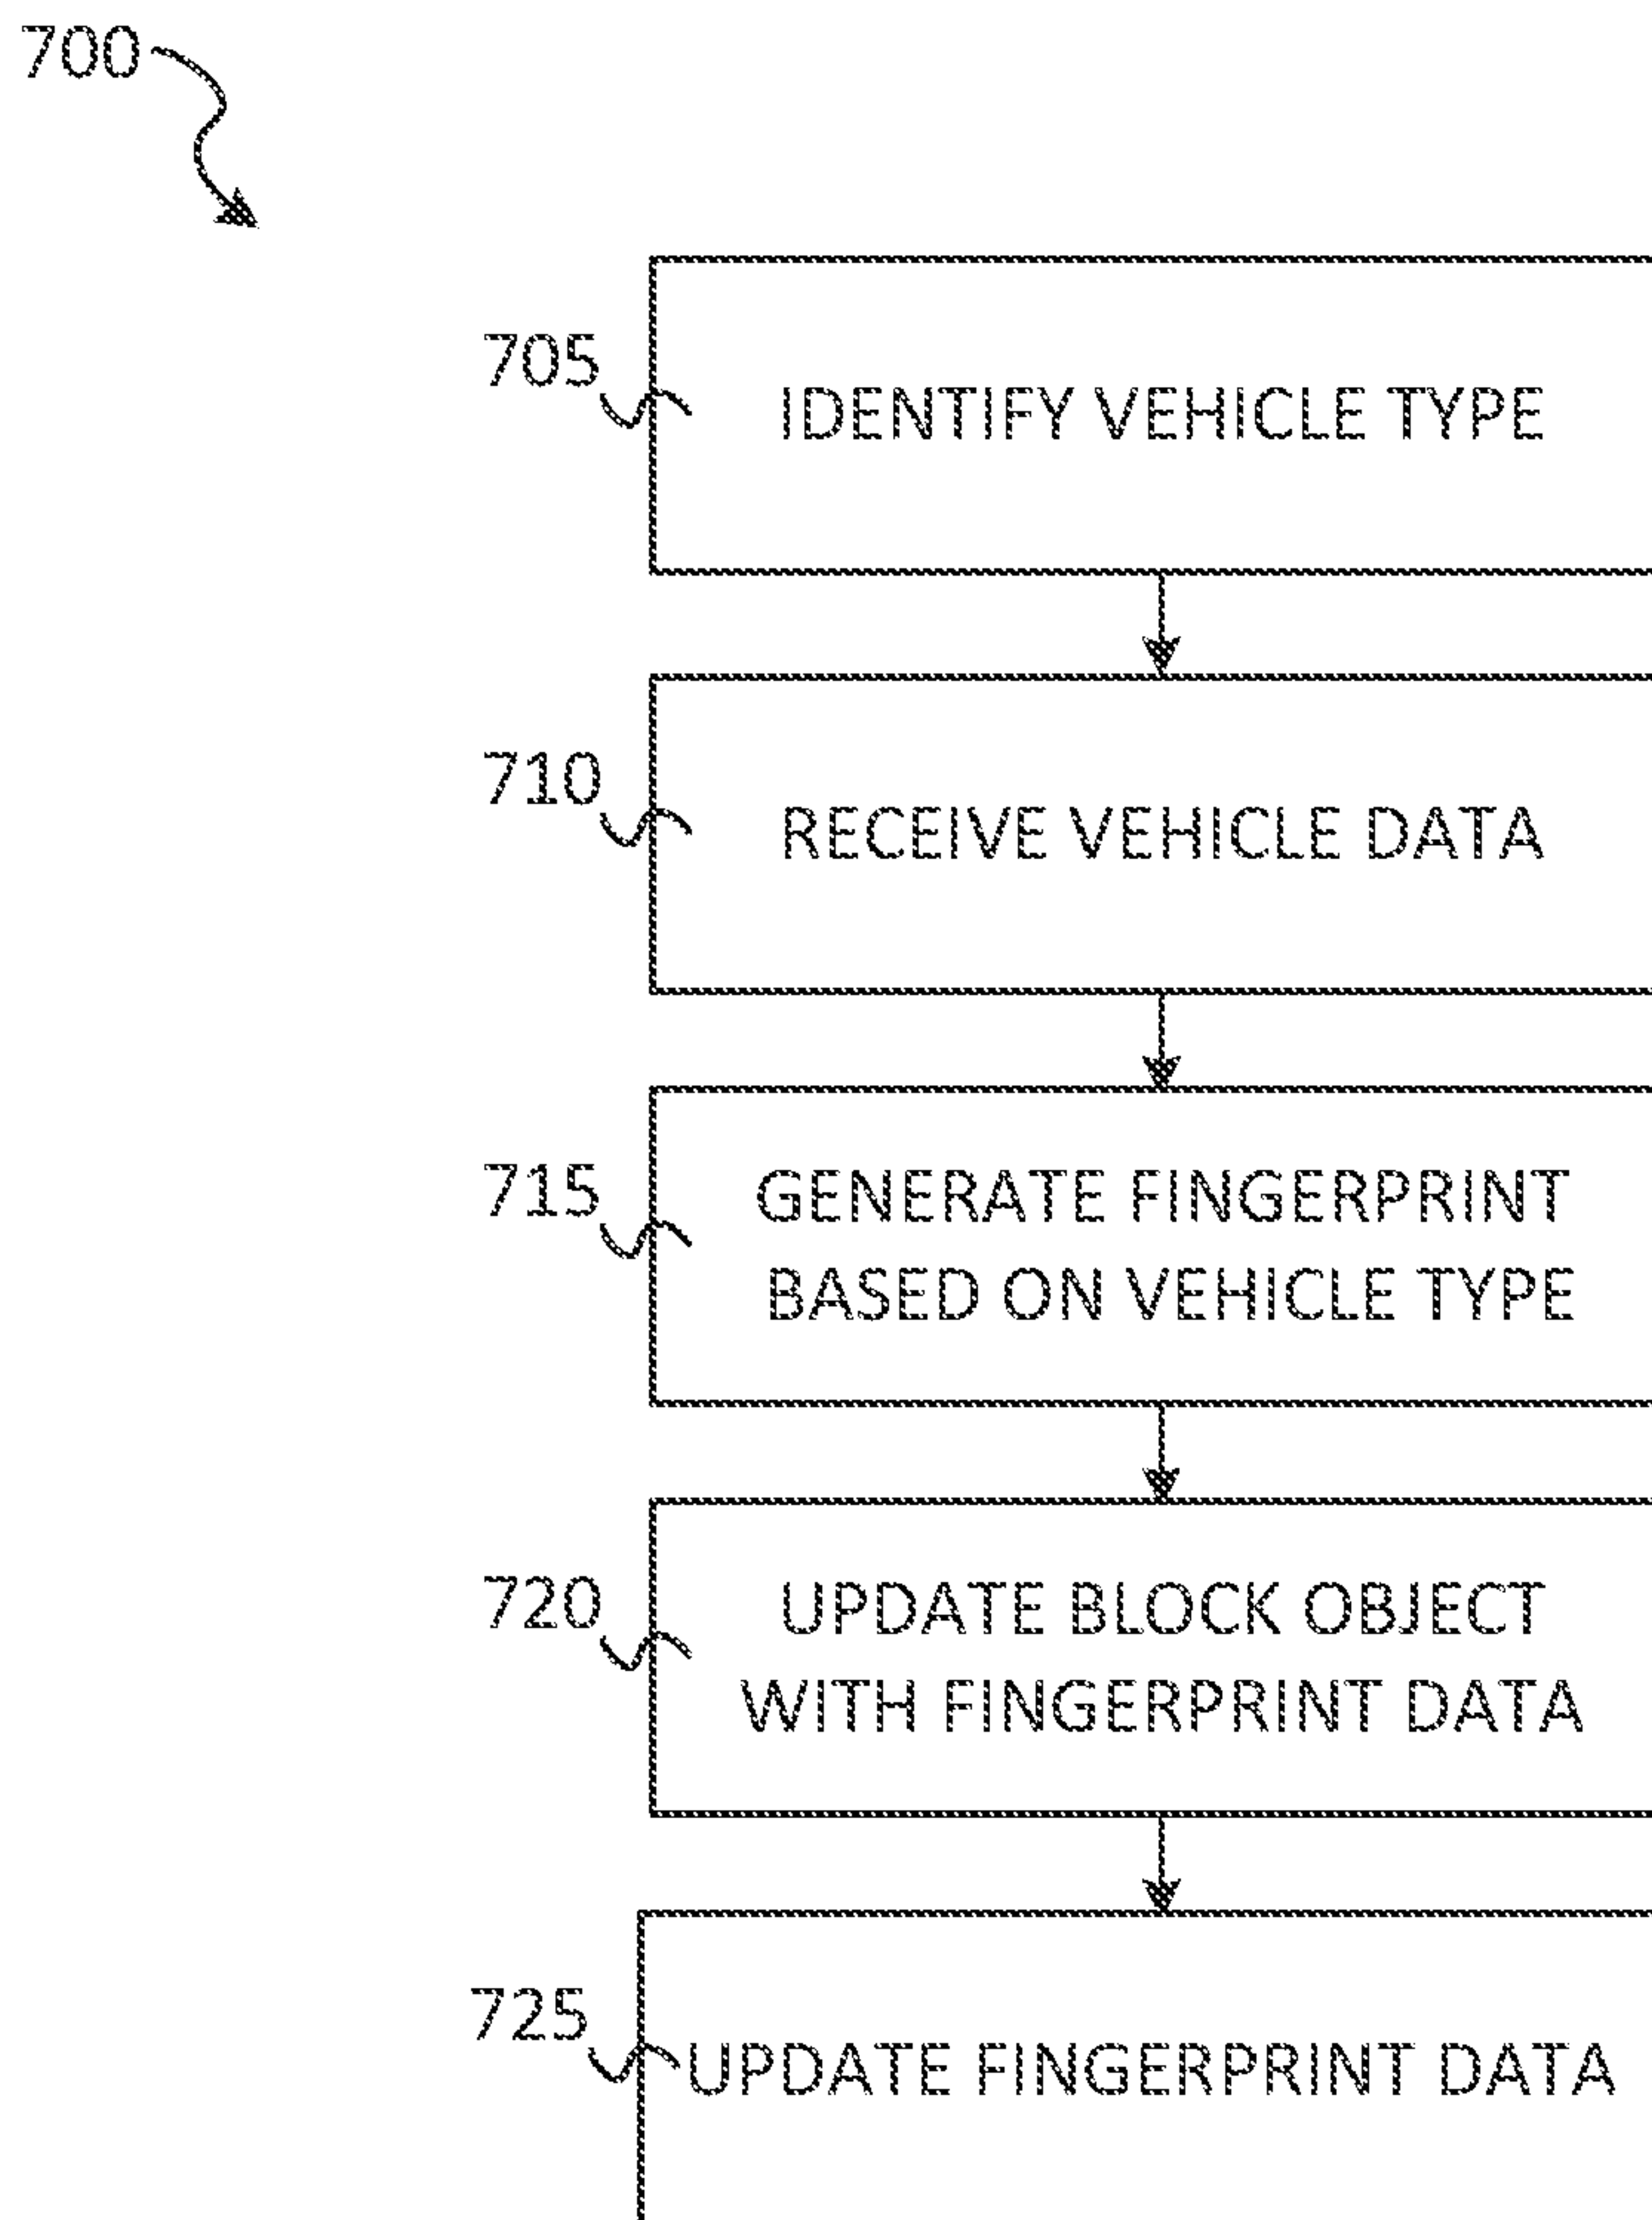 700
705
IDENTIFY VEHICLE TYPE
710
RECEIVE VEHICLE DATA
715
GENERATE FINGERPRINT
BASED ON VEHICLE TYPE
720
UPDATE BLOCK OBJECT
WITH FINGERPRINT DATA
725
UPDATE FINGERPRINT DATA